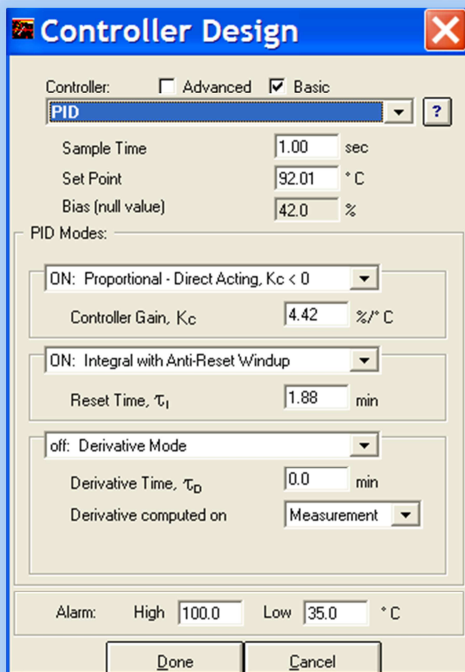 Controller Design
Controller: Advanced Basic
PID ?
Sample Time 1.00 sec
Set Point 92.01 ° C
Bias (null value) 42.0 %
PID Modes:
ON: Proportional - Direct Acting, Kc < 0
Controller Gain, Kc 4.42 %/° C
ON: Integral with Anti-Reset Windup
Reset Time, τI 1.88 min
off: Derivative Mode
Derivative Time, τD 0.0 min
Derivative computed on Measurement
Alarm: High 100.0 Low 35.0 ° C
Done Cancel